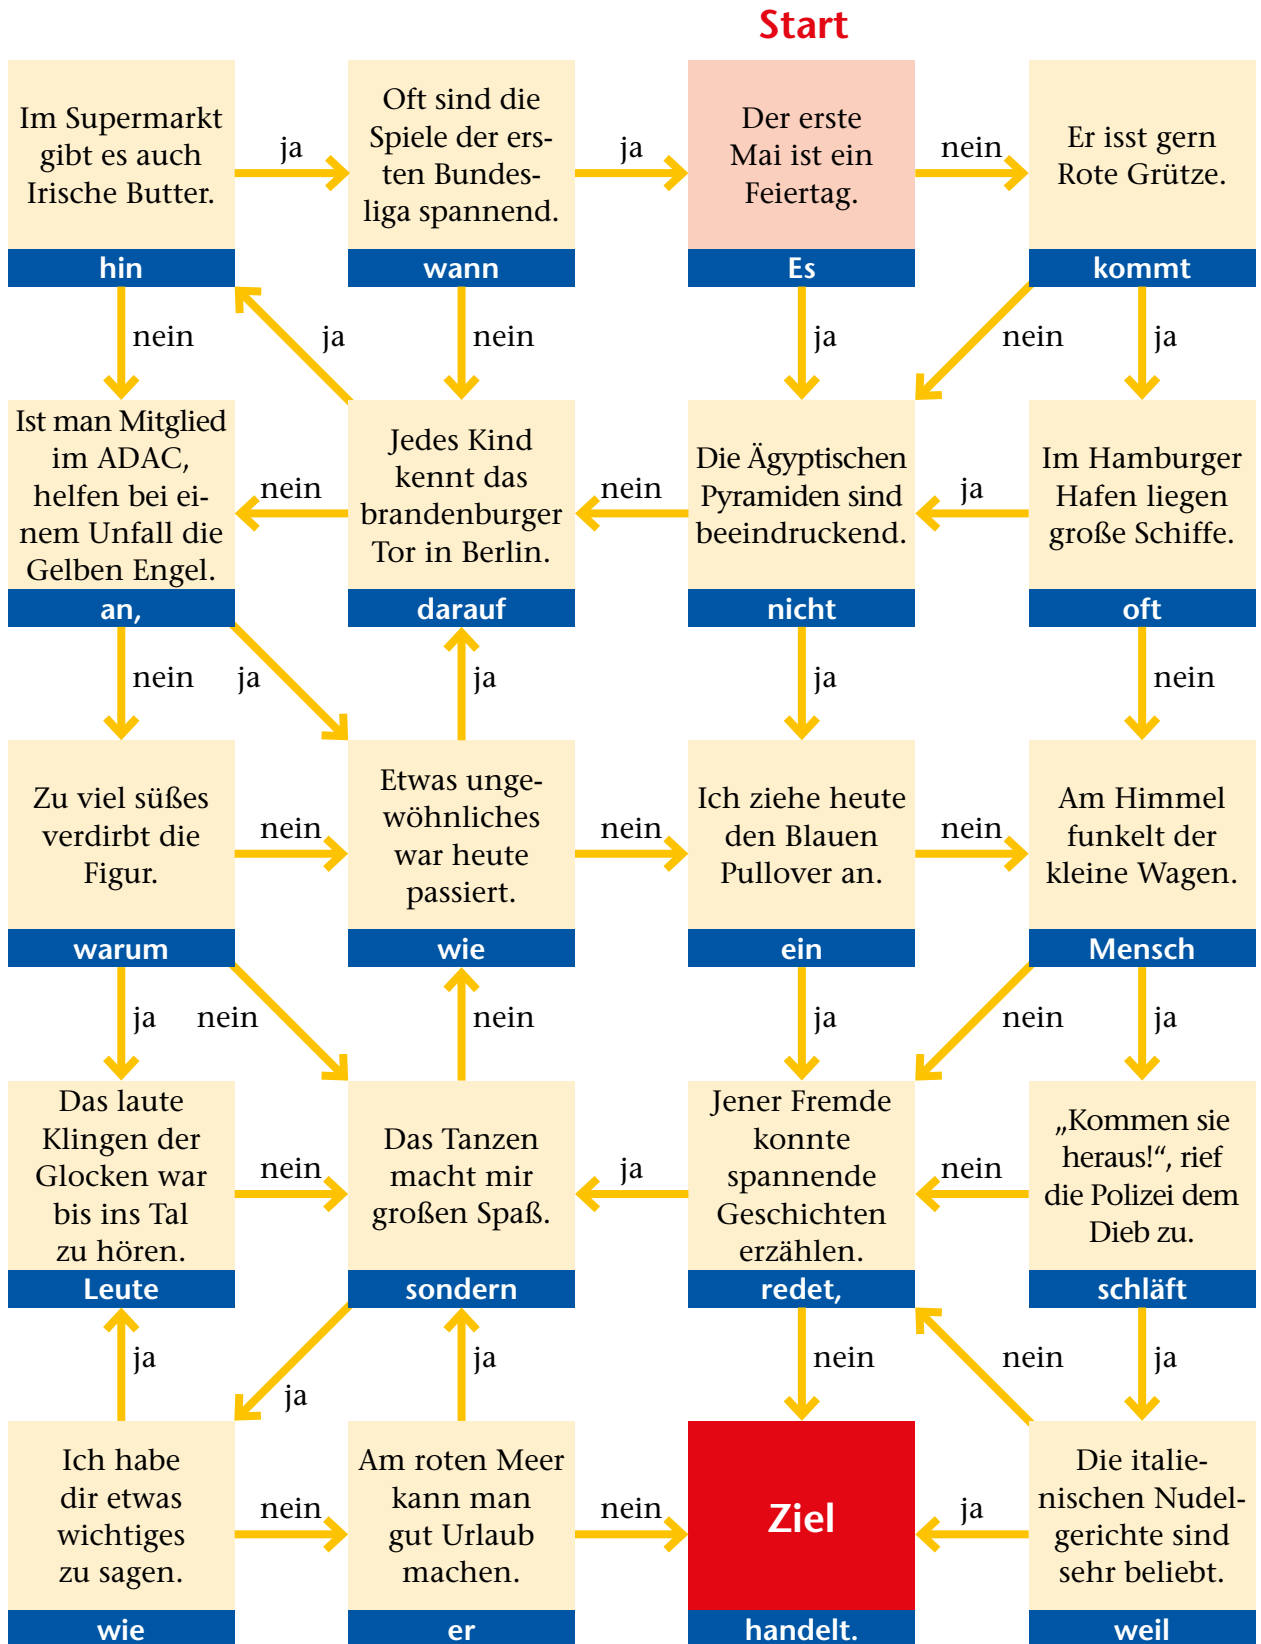 Start
Im Supermarkt
gibt es auch
Irische Butter.
hin
ja
Oft sind die
Spiele der ers-
ten Bundes-
liga spannend.
wann
ja
Der erste
Mai ist ein
Feiertag.
Es
nein
Er isst gern
Rote Grütze.
kommt
nein
ja
nein
ja
nein
ja
Ist man Mitglied
im ADAC,
helfen bei ei-
nem Unfall die
Gelben Engel.
an,
nein
Jedes Kind
kennt das
brandenburger
Tor in Berlin.
darauf
nein
Die Ägyptischen
Pyramiden sind
beeindruckend.
nicht
ja
Im Hamburger
Hafen liegen
große Schiffe.
oft
nein
ja
ja
ja
nein
Zu viel süßes
verdirbt die
Figur.
warum
nein
Etwas unge-
wöhnliches
war heute
passiert.
wie
nein
Ich ziehe heute
den Blauen
Pullover an.
ein
nein
Am Himmel
funkelt der
kleine Wagen.
Mensch
ja
nein
nein
ja
nein
ja
Das laute
Klingen der
Glocken war
bis ins Tal
zu hören.
Leute
nein
Das Tanzen
macht mir
großen Spaß.
sondern
ja
Jener Fremde
konnte
spannende
Geschichten
erzählen.
redet,
nein
„Kommen sie
heraus!“, rief
die Polizei dem
Dieb zu.
schläft
ja
ja
ja
nein
nein
ja
Ich habe
dir etwas
wichtiges
zu sagen.
wie
nein
Am roten Meer
kann man
gut Urlaub
machen.
er
nein
Ziel
handelt.
ja
Die italie-
nischen Nudel-
gerichte sind
sehr beliebt.
weil